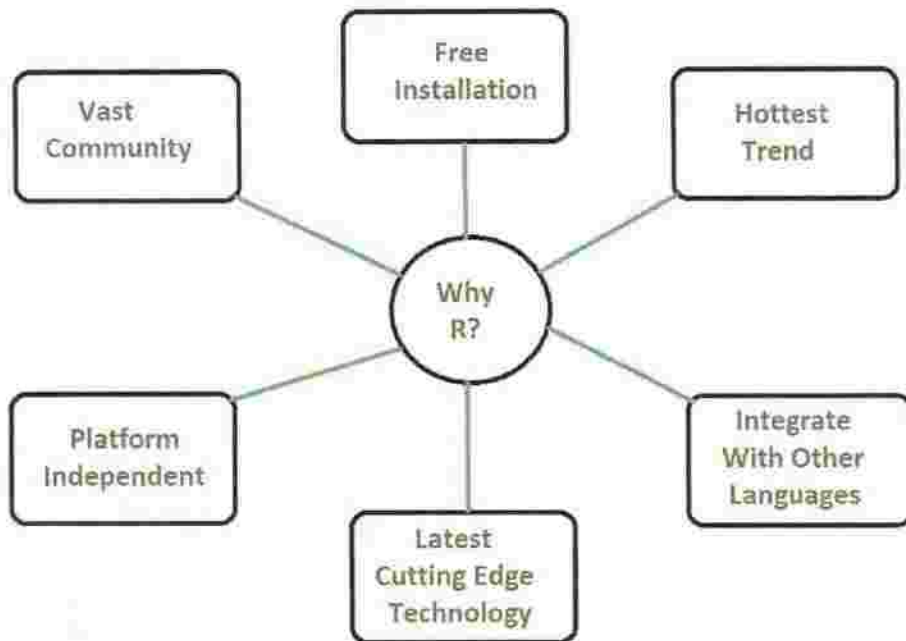 Free
Installation
Vast
Community
Hottest
Trend
Why
R?
Platform
Independent
Integrate
With Other
Languages
Latest
Cutting Edge
Technology